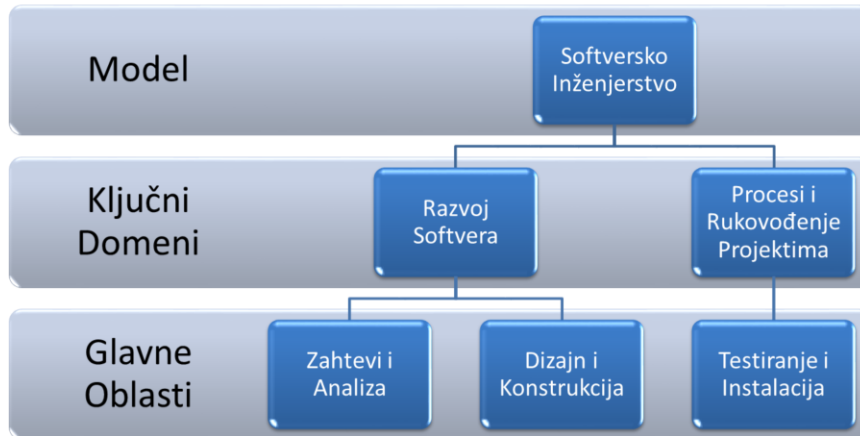 Model
Softversko
Inženjerstvo
Ključni
Domeni
Razvoj
Softvera
Procesi i
Rukovođenje
Projektima
Glavne
Oblasti
Zahtevi i
Analiza
Dizajn i
Konstrukcija
Testiranje i
Instalacija